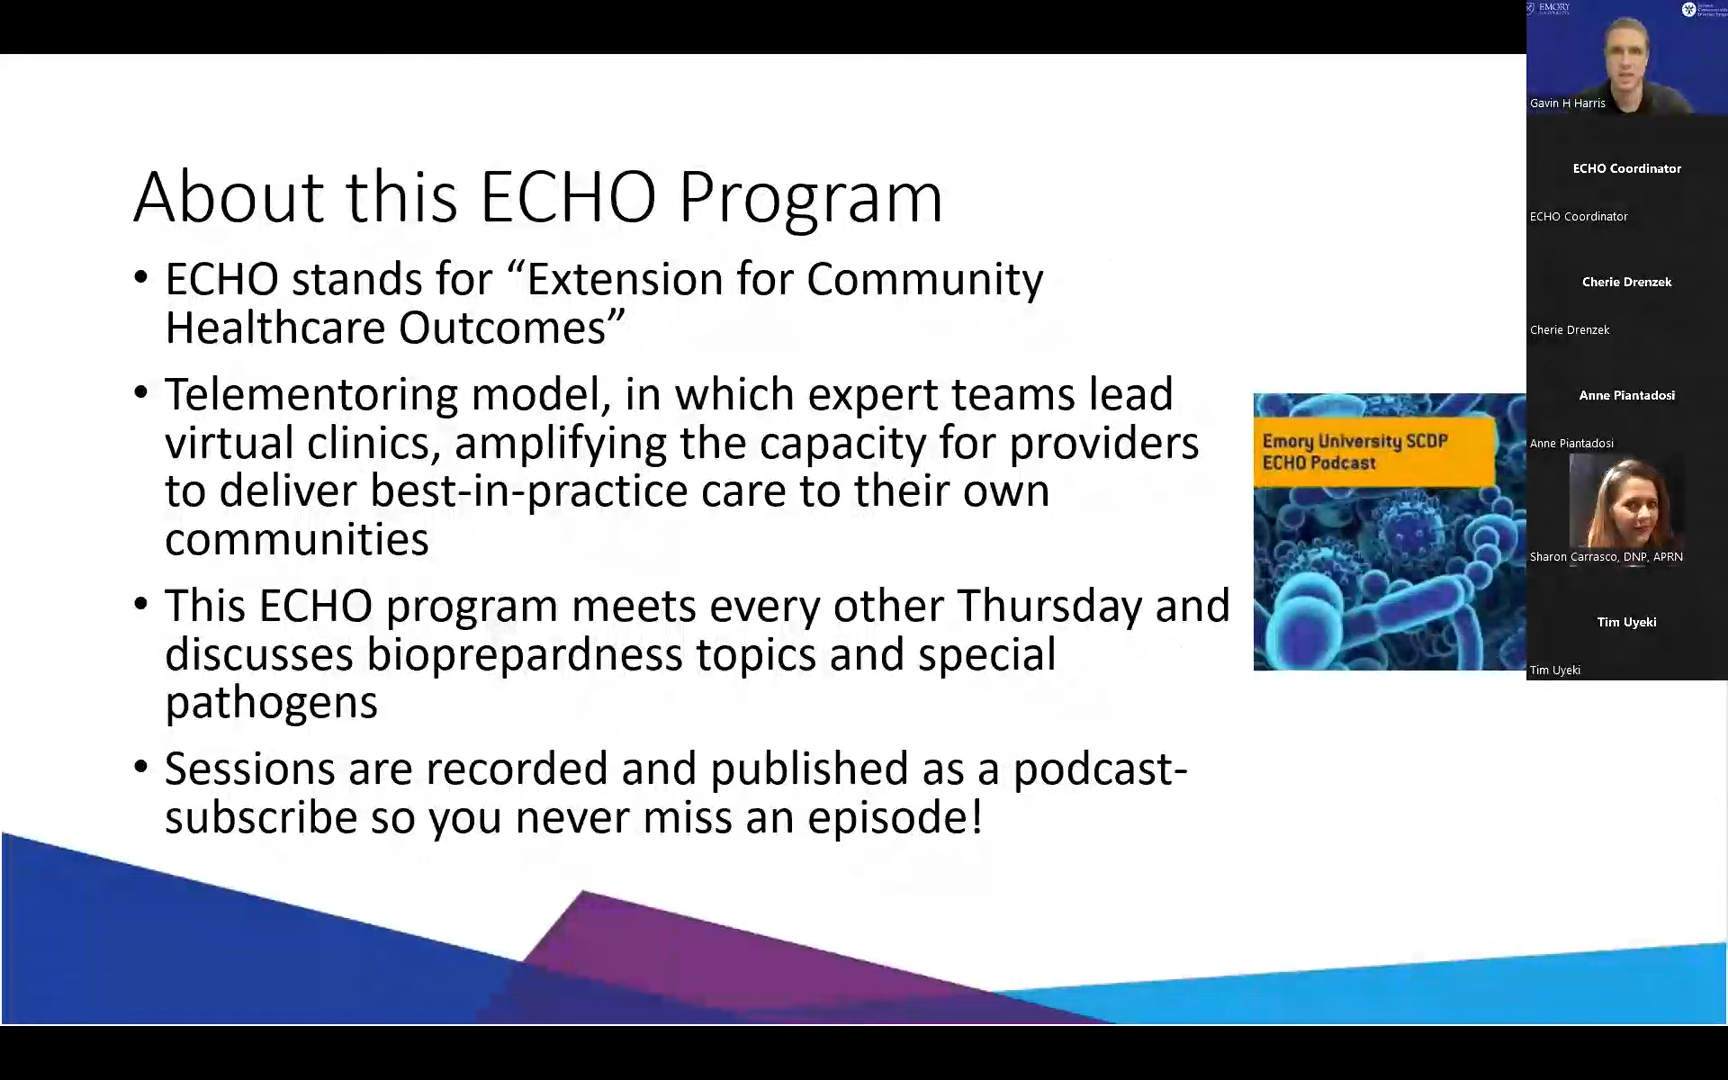 About this ECHO Program
• ECHO stands for “Extension for Community
Healthcare Outcomes”
• Telementoring model, in which expert teams lead
virtual clinics, amplifying the capacity for providers
to deliver best-in-practice care to their own
communities
• This ECHO program meets every other Thursday and
discusses bioprepardness topics and special
pathogens
• Sessions are recorded and published as a podcast-
subscribe so you never miss an episode!
Emory University SCDP
ECHO Podcast
EMORY
Gavin H Harris
ECHO Coordinator
ECHO Coordinator
Cherie Drenzek
Cherie Drenzek
Anne Piantadosi
Anne Piantadosi
Sharon Carrasco, DNP, APRN
Tim Uyeki
Tim Uyeki